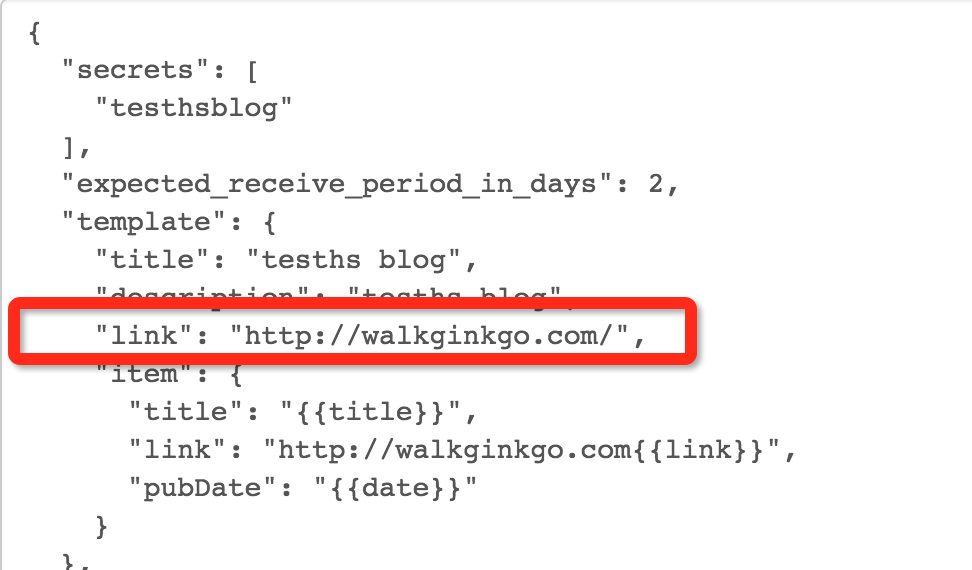 {
"secrets": [
"testhsblog"
],
"expected_receive_period_in_days": 2,
"template": {
"title": "tesths blog",
"description": "tesths blog",
"link": "http://walkginkgo.com/",
"item": {
"title": "{{title}}",
"link": "http://walkginkgo.com{{link}}",
"pubDate": "{{date}}"
}
},